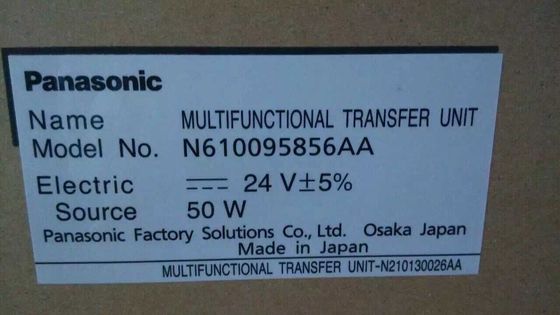 Panasonic
Name MULTIFUNCTIONAL TRANSFER UNIT
Model No. N610095856AA
Electric ⎓ 24 V±5%
Source 50 W
Panasonic Factory Solutions Co., Ltd. Osaka Japan
Made in Japan
MULTIFUNCTIONAL TRANSFER UNIT-N210130026AA